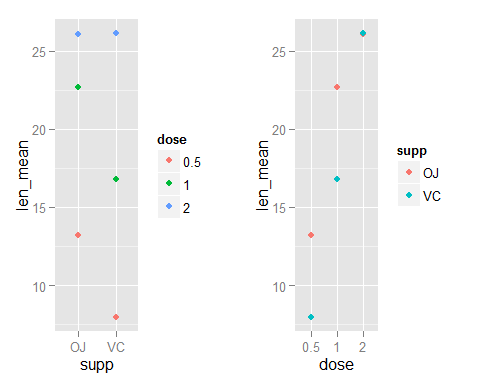 len_mean
25
20
15
10
OJ VC
supp
dose
0.5
1
2
len_mean
25
20
15
10
0.5 1 2
dose
supp
OJ
VC